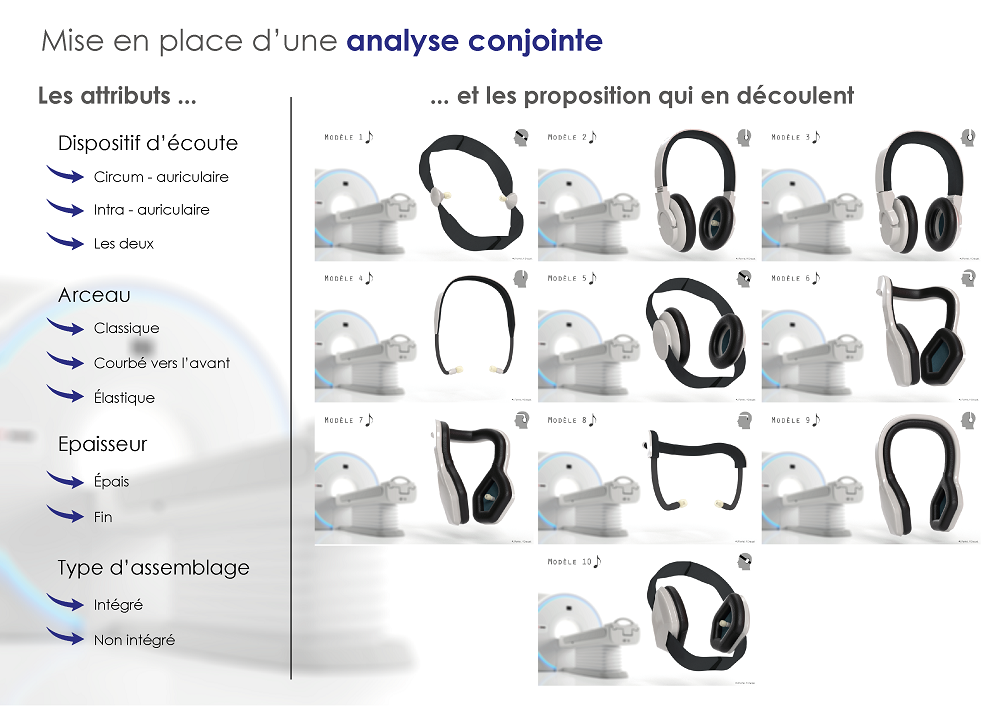 Mise en place d'une analyse conjointe
Les attributs ...
Dispositif d'écoute
Circum - auriculaire
Intra - auriculaire
Les deux
Arceau
Classique
Courbé vers l'avant
Élastique
Epaisseur
Épais
Fin
Type d'assemblage
Intégré
Non intégré
... et les proposition qui en découlent
Modèle 1
Modèle 2
Modèle 3
Modèle 4
Modèle 5
Modèle 6
Modèle 7
Modèle 8
Modèle 9
Modèle 10